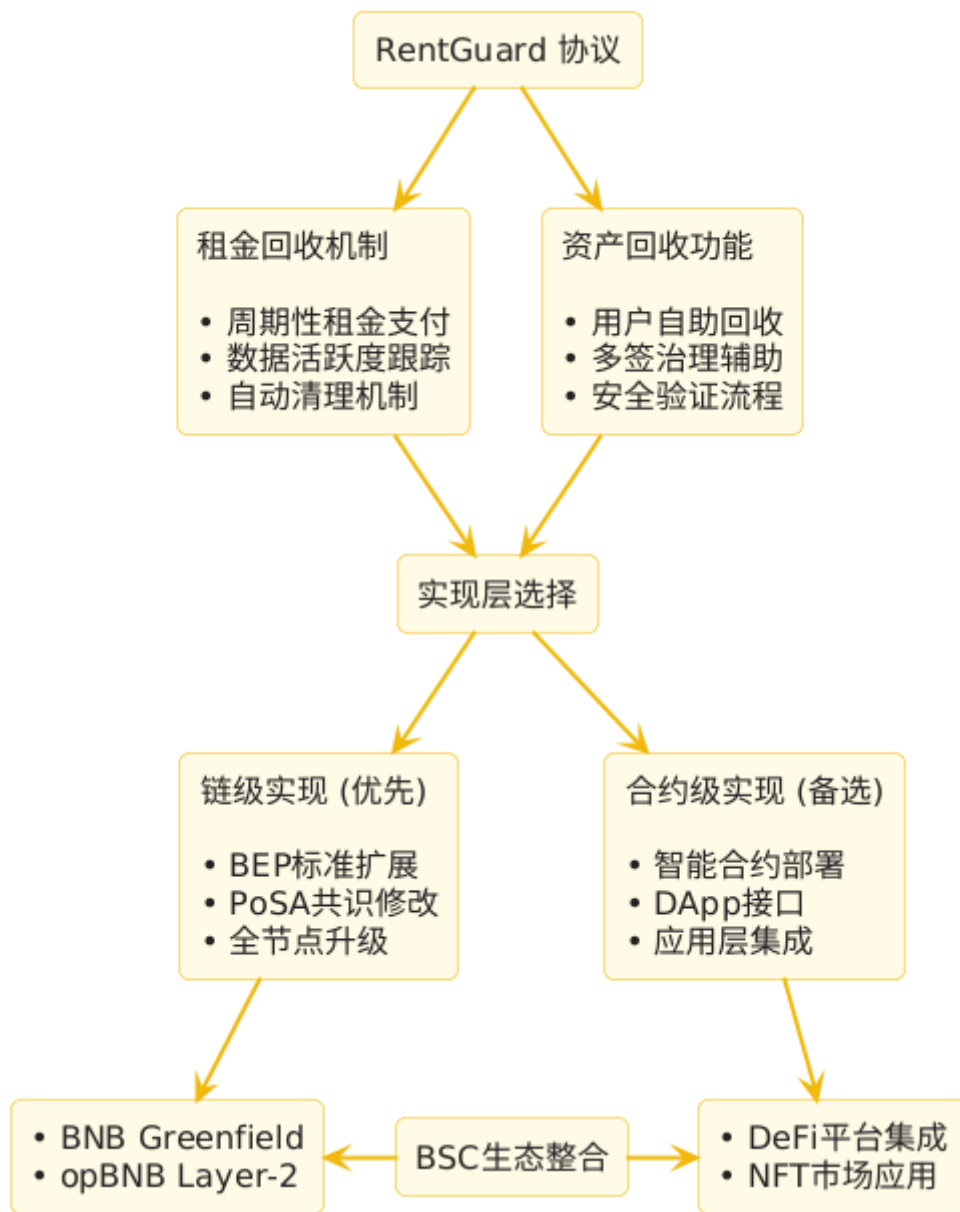 RentGuard 协议
租金回收机制
• 周期性租金支付
• 数据活跃度跟踪
• 自动清理机制
资产回收功能
• 用户自助回收
• 多签治理辅助
• 安全验证流程
实现层选择
链级实现 (优先)
• BEP标准扩展
• PoSA共识修改
• 全节点升级
合约级实现 (备选)
• 智能合约部署
• DApp接口
• 应用层集成
• BNB Greenfield
• opBNB Layer-2
BSC生态整合
• DeFi平台集成
• NFT市场应用